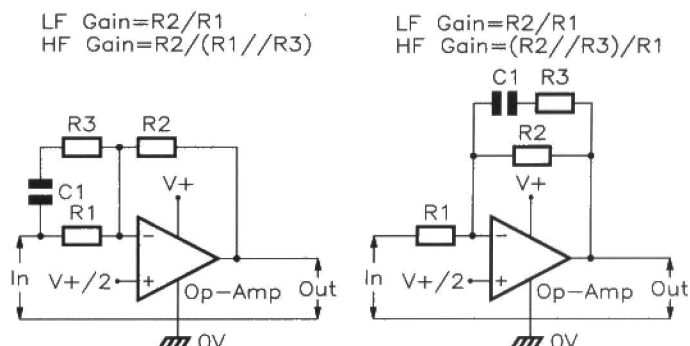 LF Gain=R2/R1
HF Gain=R2/(R1//R3)
R3
R2
C1
R1
V+
In
V+/2
Op-Amp
Out
0V
LF Gain=R2/R1
HF Gain=(R2//R3)/R1
C1
R3
R2
V+
R1
In
V+/2
Op-Amp
Out
0V